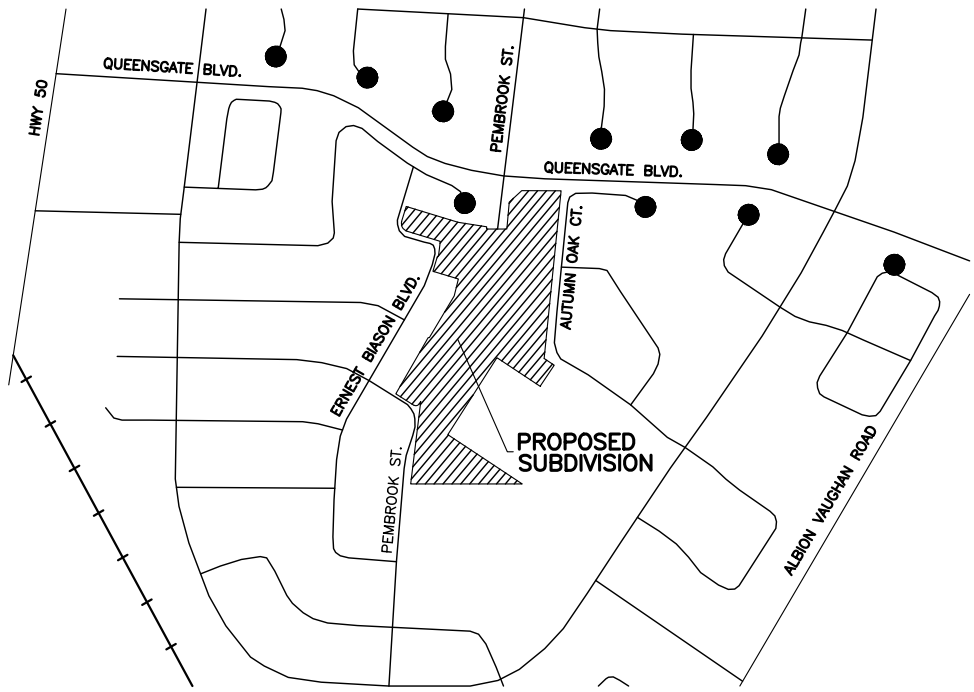 QUEENSGATE BLVD.
HWY 50
PEMBROOK ST.
QUEENSGATE BLVD.
AUTUMN OAK CT.
ERNEST BIASON BLVD.
PROPOSED
SUBDIVISION
PEMBROOK ST.
ALBION VAUGHAN ROAD